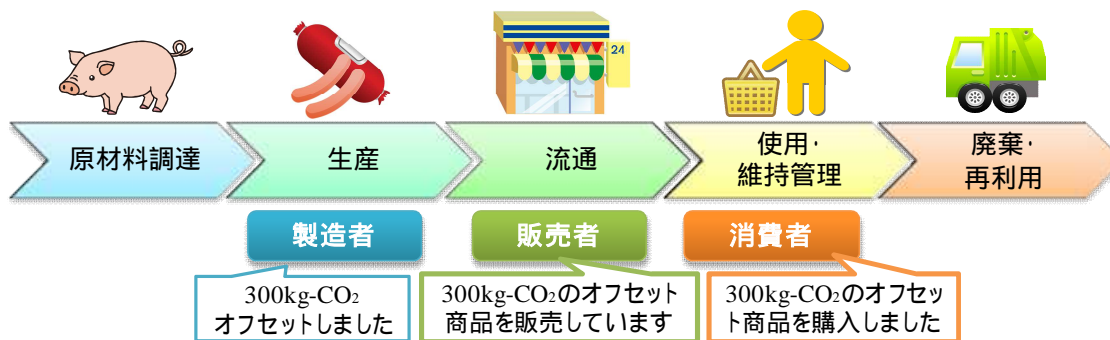 24
原材料調達
生産
流通
使用・
維持管理
廃棄・
再利用
製造者
販売者
消費者
300kg-CO₂
オフセットしました
300kg-CO₂のオフセット
商品を販売しています
300kg-CO₂のオフセッ
ト商品を購入しました